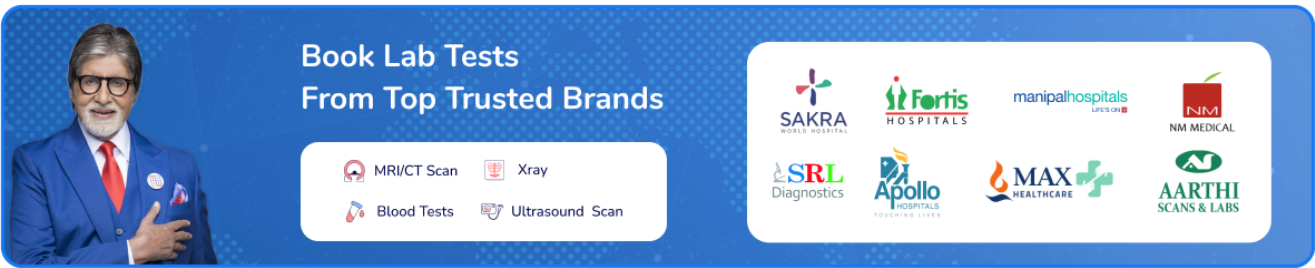 Book Lab Tests
From Top Trusted Brands
MRI/CT Scan
Xray
Blood Tests
Ultrasound Scan
SAKRA
WORLD HOSPITAL
Fortis
HOSPITALS
manipalhospitals
LIFE'S ON
NM
NM MEDICAL
SRL
Diagnostics
Apollo
HOSPITALS
TOUCHING LIVES
MAX
HEALTHCARE
AARTHI
SCANS & LABS